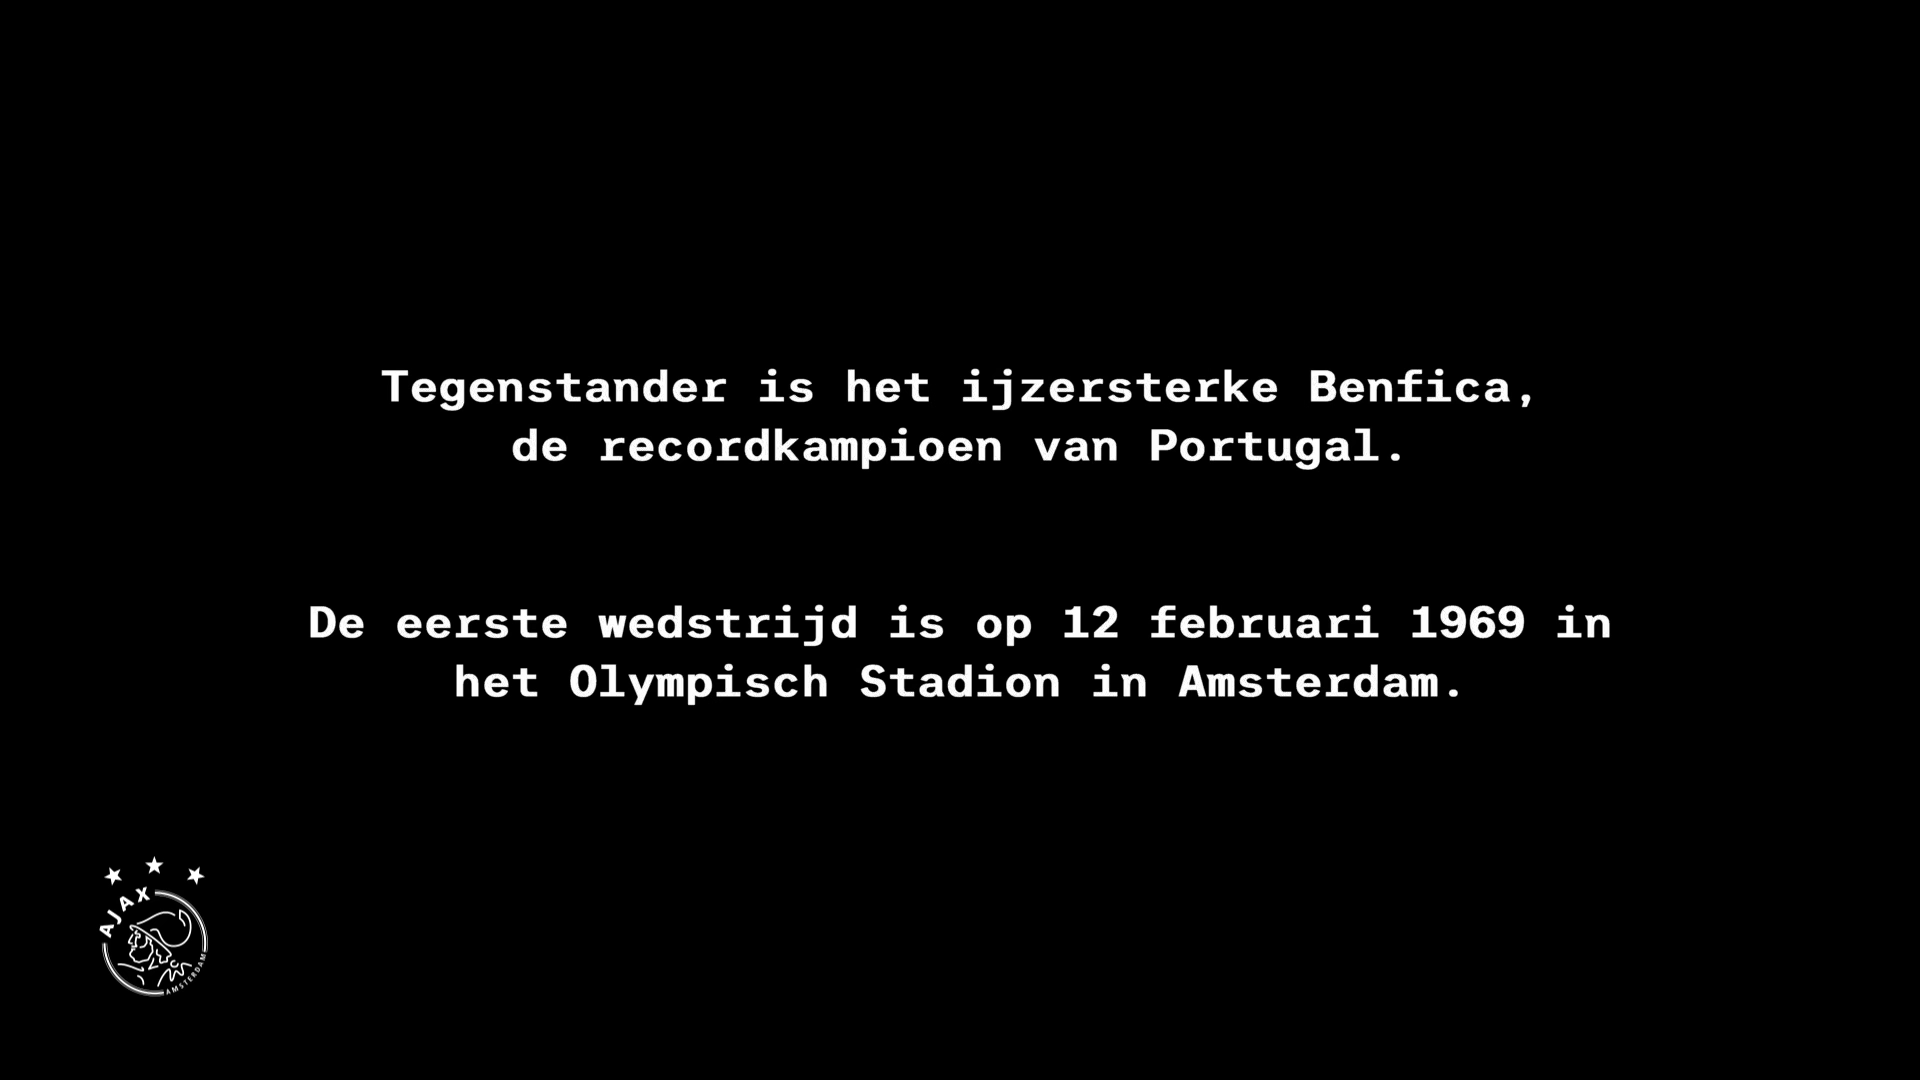 Tegenstander is het ijzersterke Benfica,
de recordkampioen van Portugal.
De eerste wedstrijd is op 12 februari 1969 in
het Olympisch Stadion in Amsterdam.
AJAX
AMSTERDAM